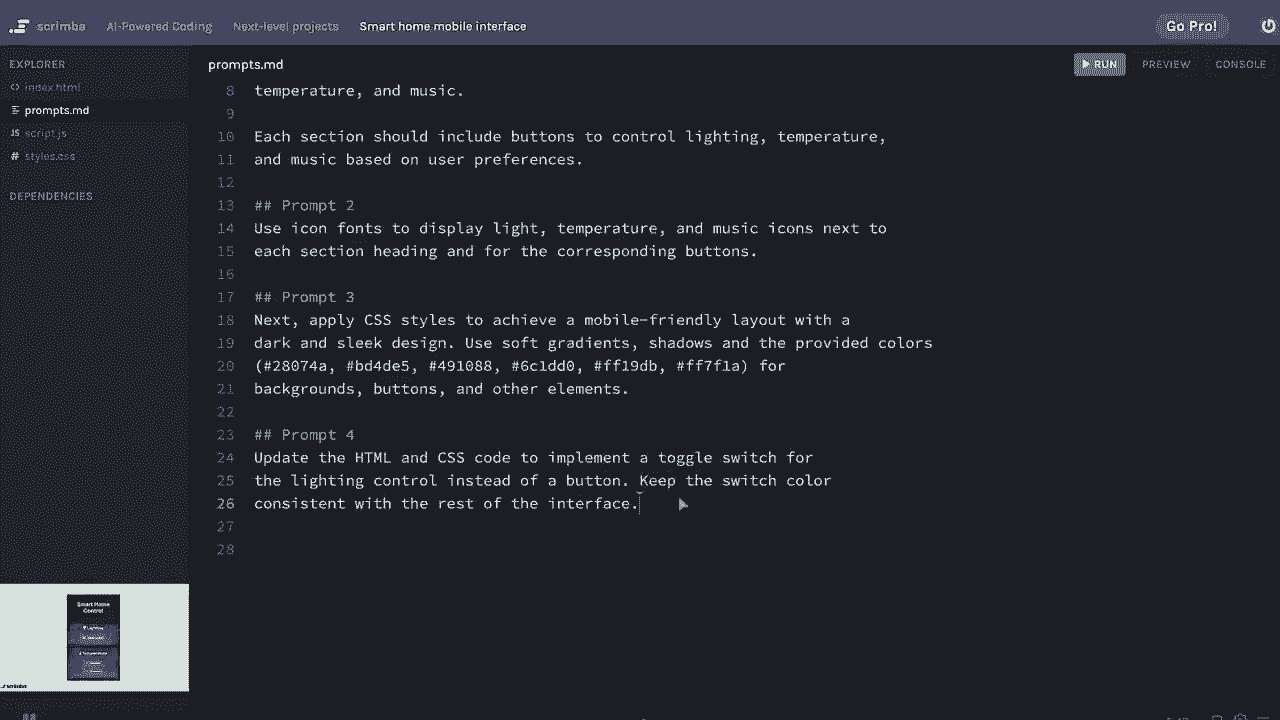 scrimba AI-Powered Coding Next-level projects Smart home mobile interface Go Pro!
EXPLORER
index.html
prompts.md
script.js
styles.css
DEPENDENCIES
prompts.md RUN PREVIEW CONSOLE
8 temperature, and music.
9
10 Each section should include buttons to control lighting, temperature,
11 and music based on user preferences.
12
13 ## Prompt 2
14 Use icon fonts to display light, temperature, and music icons next to
15 each section heading and for the corresponding buttons.
16
17 ## Prompt 3
18 Next, apply CSS styles to achieve a mobile-friendly layout with a
19 dark and sleek design. Use soft gradients, shadows and the provided colors
20 (#28074a, #bd4de5, #491088, #6c1dd0, #ff19db, #ff7f1a) for
21 backgrounds, buttons, and other elements.
22
23 ## Prompt 4
24 Update the HTML and CSS code to implement a toggle switch for
25 the lighting control instead of a button. Keep the switch color
26 consistent with the rest of the interface.
27
28
Smart Home
Control